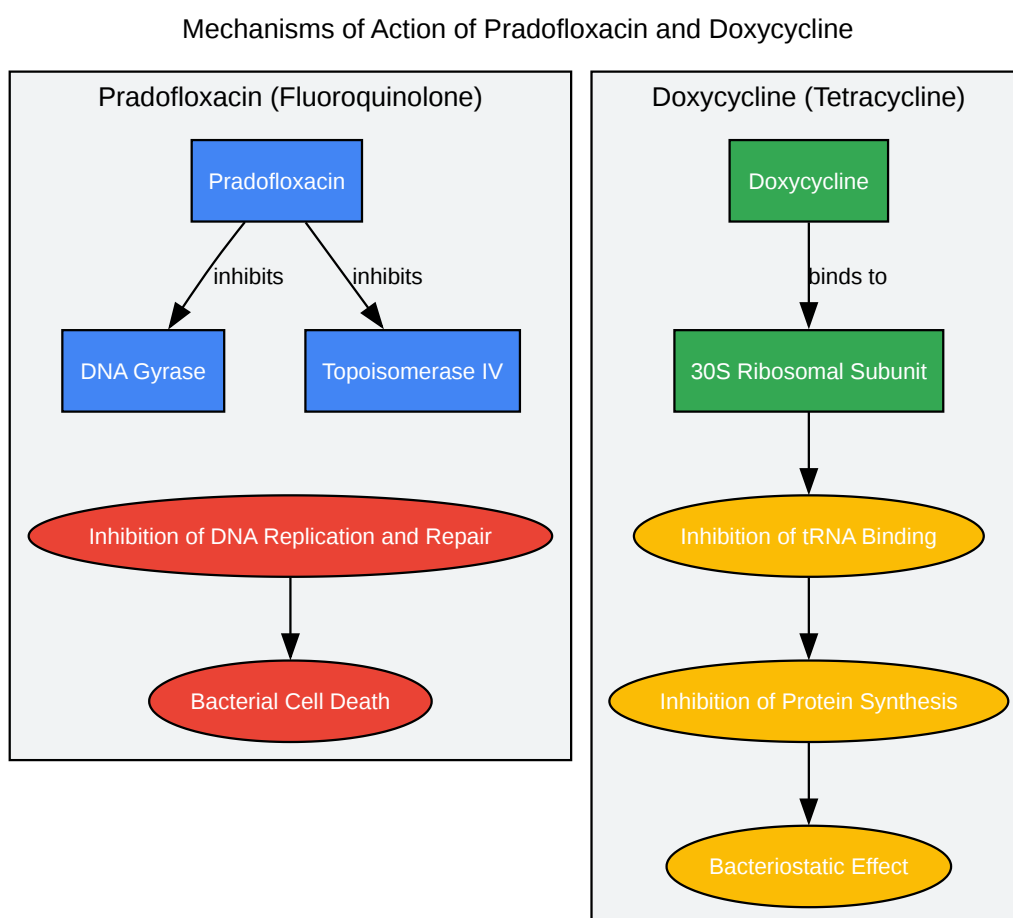 Mechanisms of Action of Pradofloxacin and Doxycycline
Pradofloxacin (Fluoroquinolone)
Pradofloxacin
inhibits
inhibits
DNA Gyrase
Topoisomerase IV
Inhibition of DNA Replication and Repair
Bacterial Cell Death
Doxycycline (Tetracycline)
Doxycycline
binds to
30S Ribosomal Subunit
Inhibition of tRNA Binding
Inhibition of Protein Synthesis
Bacteriostatic Effect